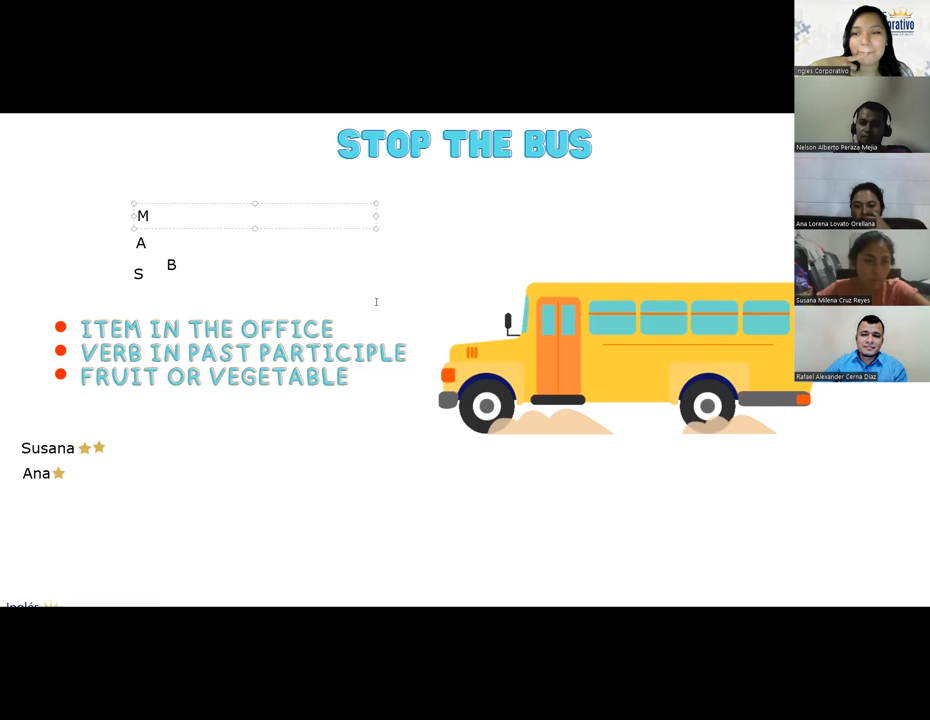 STOP THE BUS
M
A
B
S
ITEM IN THE OFFICE
VERB IN PAST PARTICIPLE
FRUIT OR VEGETABLE
Susana
Ana
Inglés
Ingles Corporativo
Nelson Alberto Peraza Mejia
Ana Lorena Lovato Orellana
Susana Milena Cruz Reyes
Rafael Alexander Cerna Diaz